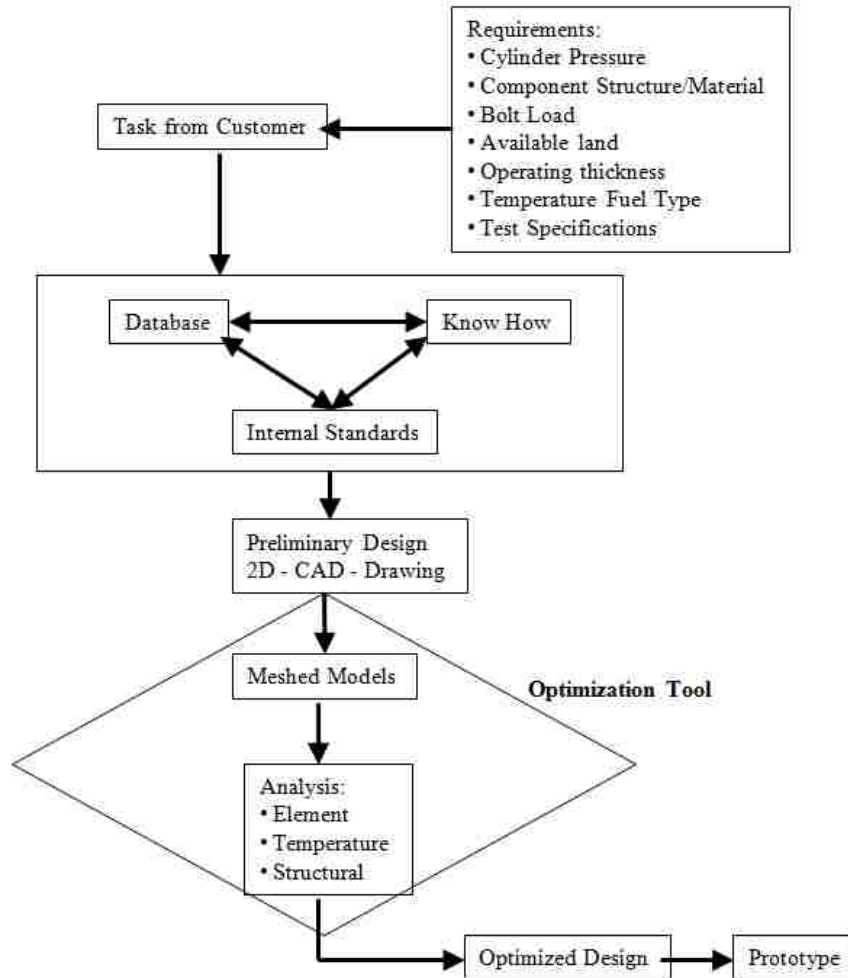 Requirements:
• Cylinder Pressure
• Component Structure/Material
• Bolt Load
• Available land
• Operating thickness
• Temperature Fuel Type
• Test Specifications
Task from Customer
Database
Know How
Internal Standards
Preliminary Design
2D - CAD - Drawing
Meshed Models
Optimization Tool
Analysis:
• Element
• Temperature
• Structural
Optimized Design
Prototype